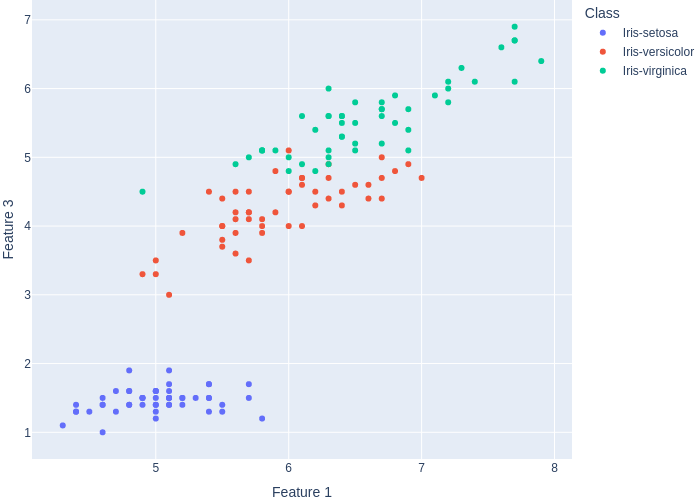 Class
Iris-setosa
Iris-versicolor
Iris-virginica
7
6
5
4
3
2
1
Feature 3
5
6
7
8
Feature 1